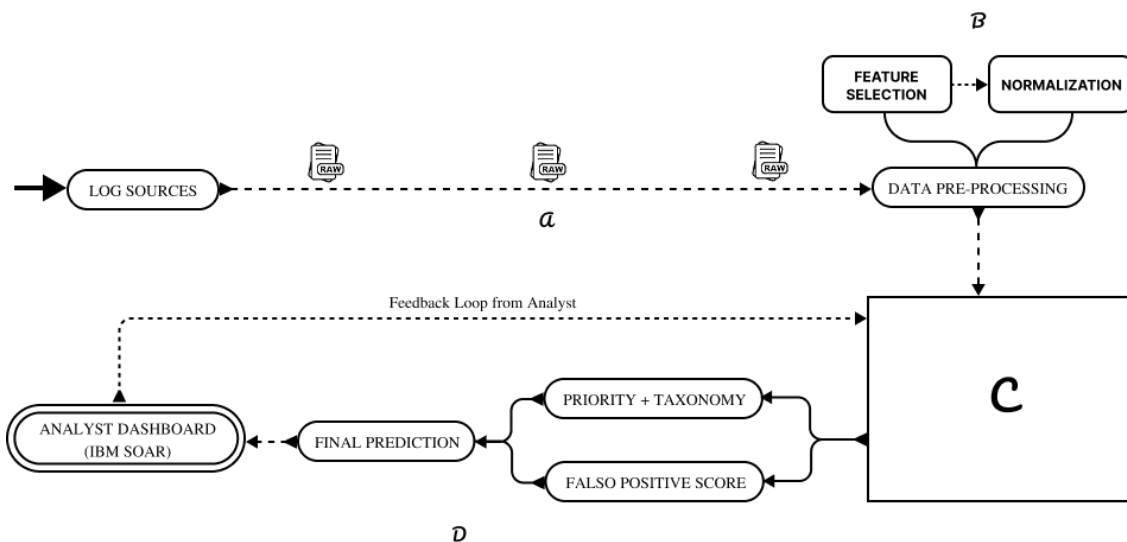 B
FEATURE
SELECTION
NORMALIZATION
RAW
RAW
RAW
LOG SOURCES
DATA PRE-PROCESSING
A
Feedback Loop from Analyst
C
PRIORITY + TAXONOMY
ANALYST DASHBOARD
(IBM SOAR)
FINAL PREDICTION
FALSO POSITIVE SCORE
D